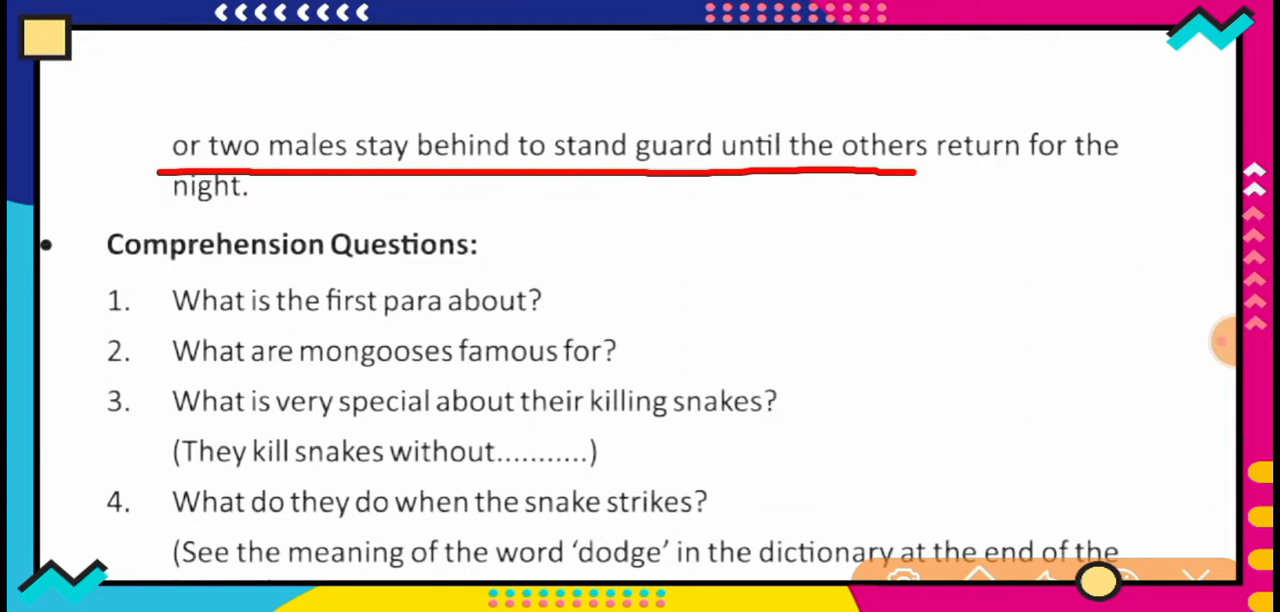 or two males stay behind to stand guard until the others return for the
night.
• Comprehension Questions:
1. What is the first para about?
2. What are mongooses famous for?
3. What is very special about their killing snakes?
(They kill snakes without...........)
4. What do they do when the snake strikes?
(See the meaning of the word ‘dodge’ in the dictionary at the end of the